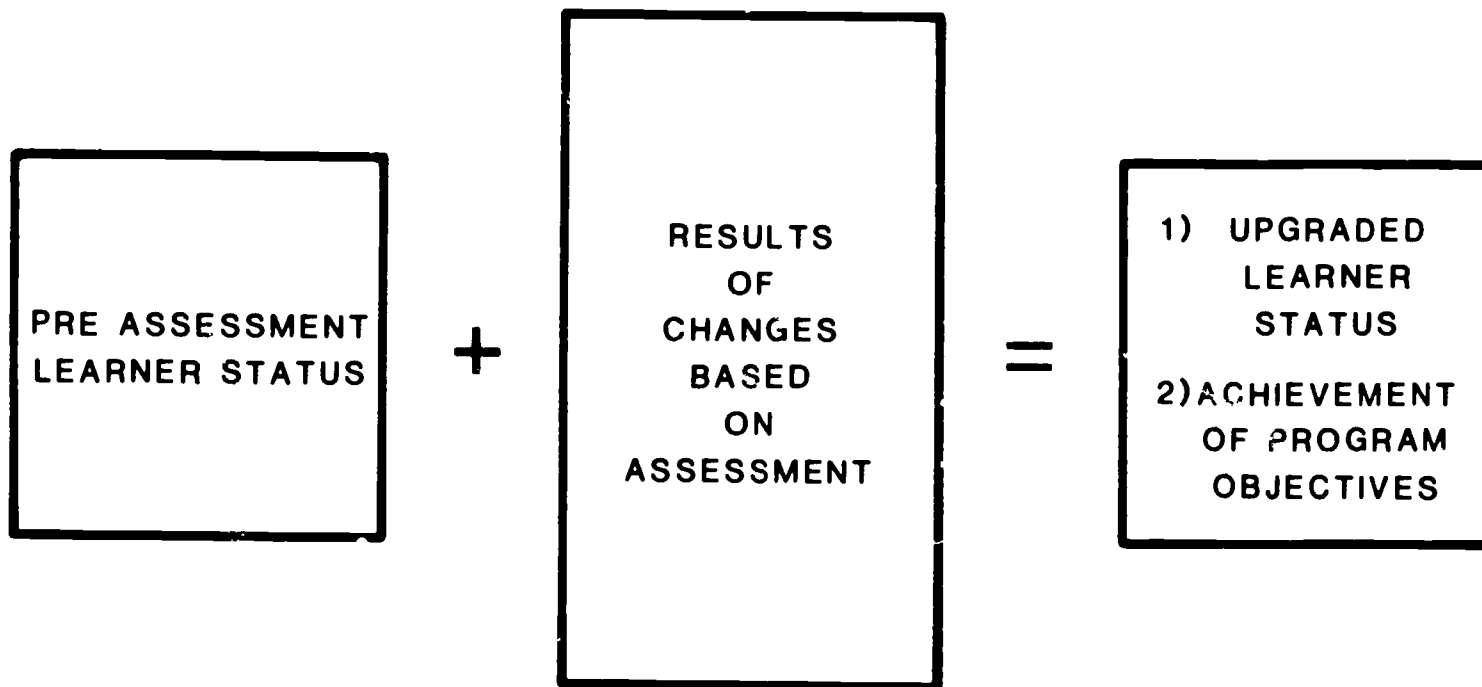 PRE ASSESSMENT
LEARNER STATUS
+
RESULTS
OF
CHANGES
BASED
ON
ASSESSMENT
=
1) UPGRADED
LEARNER
STATUS
2) ACHIEVEMENT
OF PROGRAM
OBJECTIVES